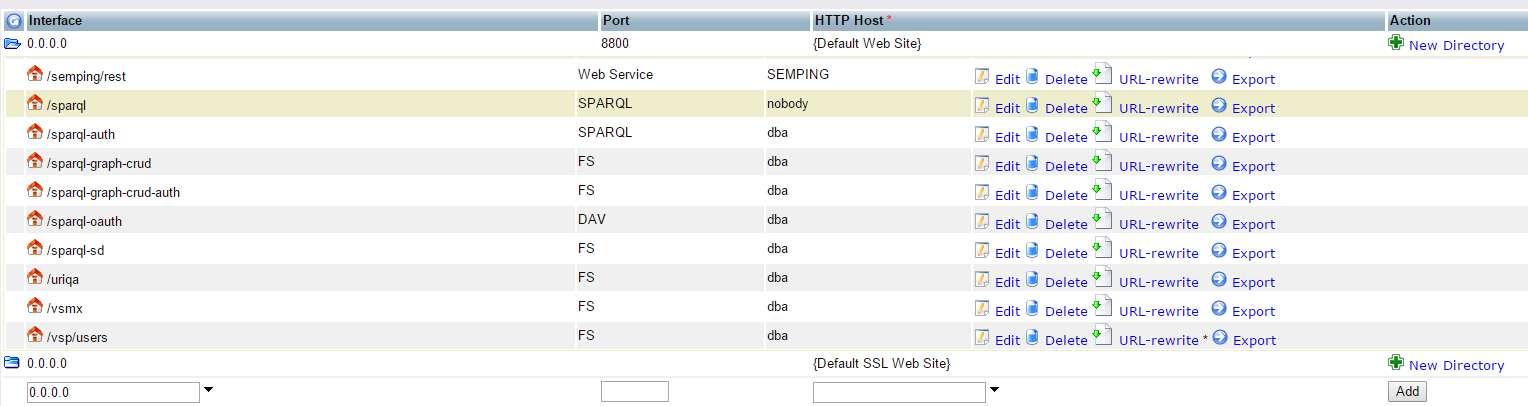 Interface Port HTTP Host * Action
0.0.0.0 8800 {Default Web Site} New Directory
/semping/rest Web Service SEMPING Edit Delete URL-rewrite Export
/sparql SPARQL nobody Edit Delete URL-rewrite Export
/sparql-auth SPARQL dba Edit Delete URL-rewrite Export
/sparql-graph-crud FS dba Edit Delete URL-rewrite Export
/sparql-graph-crud-auth FS dba Edit Delete URL-rewrite Export
/sparql-oauth DAV dba Edit Delete URL-rewrite Export
/sparql-sd FS dba Edit Delete URL-rewrite Export
/uriqa FS dba Edit Delete URL-rewrite Export
/vsmx FS dba Edit Delete URL-rewrite Export
/vsp/users FS dba Edit Delete URL-rewrite * Export
0.0.0.0 {Default SSL Web Site} New Directory
0.0.0.0 Add